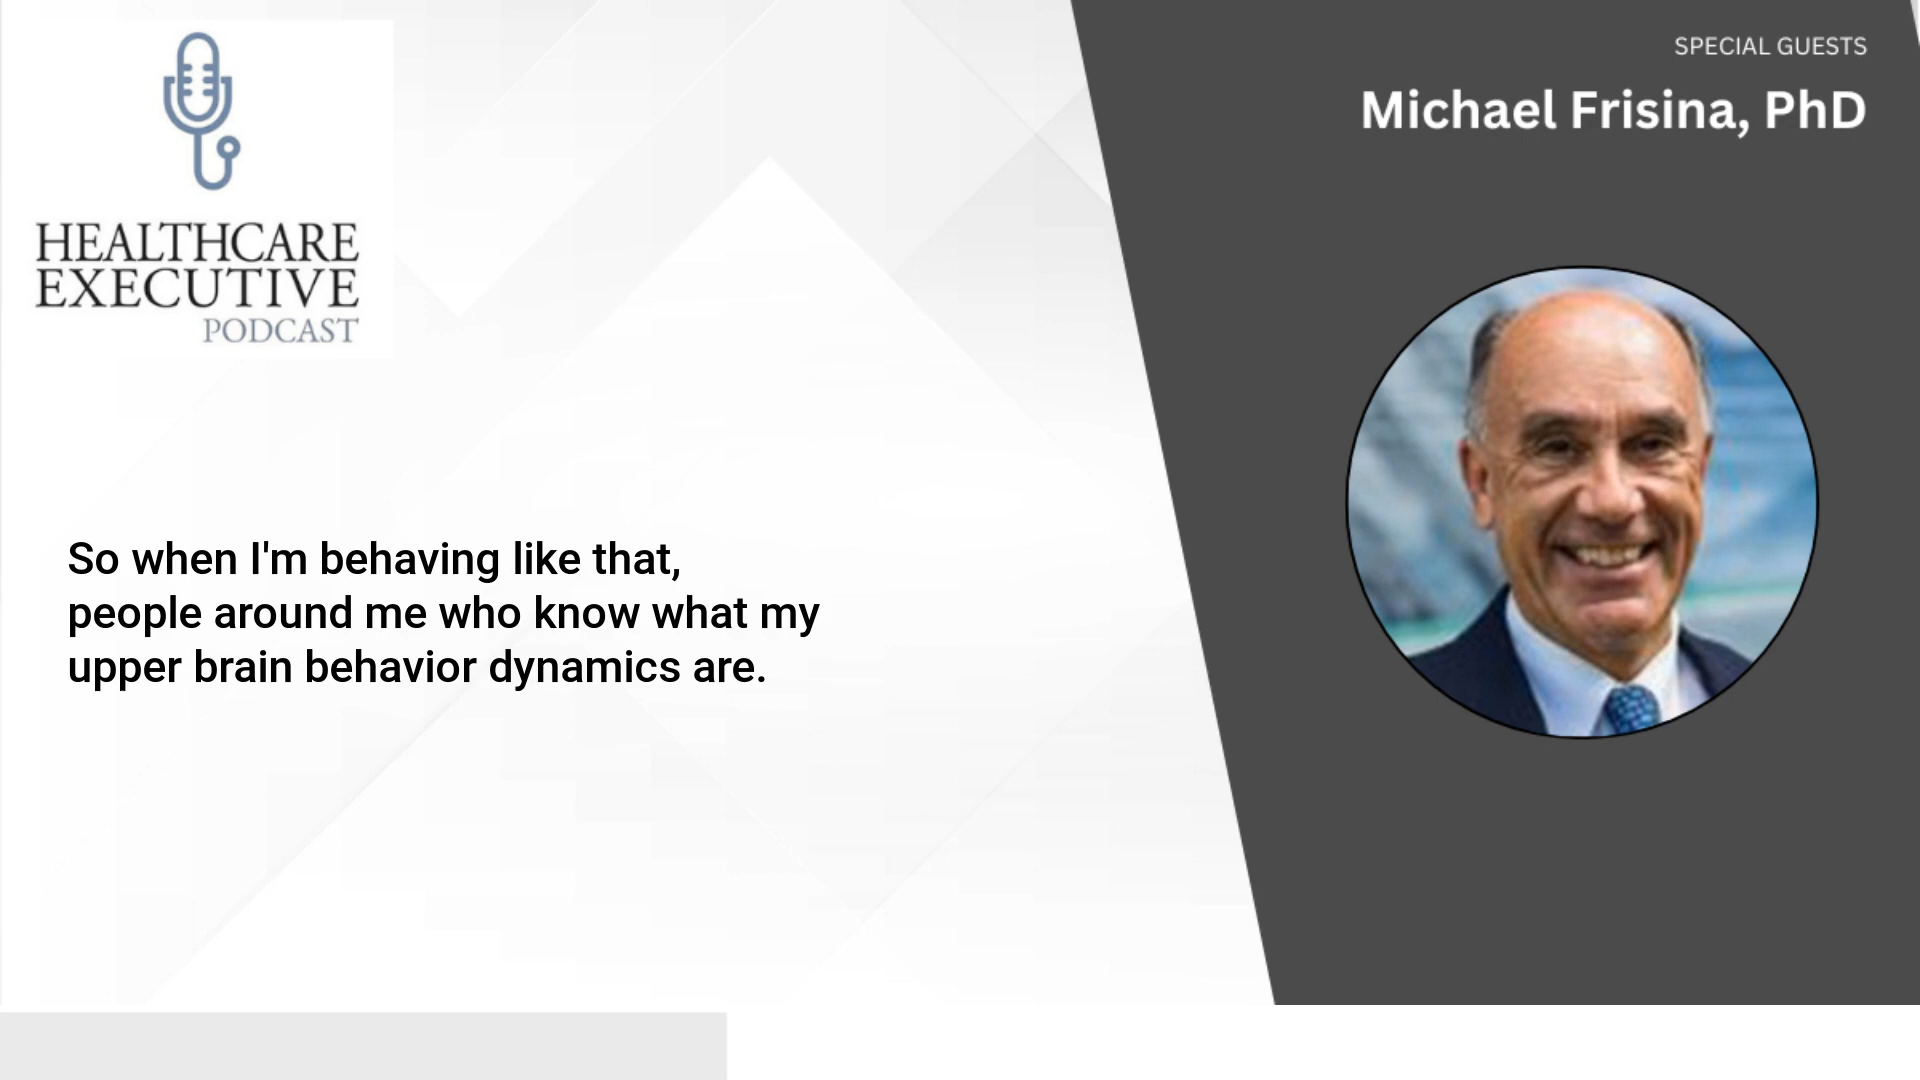 HEALTHCARE
EXECUTIVE
PODCAST
SPECIAL GUESTS
Michael Frisina, PhD
So when I'm behaving like that,
people around me who know what my
upper brain behavior dynamics are.